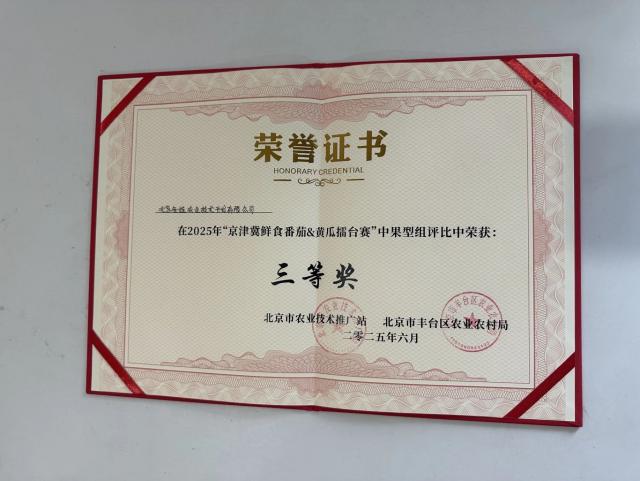 荣誉证书
HONORARY CREDENTIAL
在2025年“京津冀鲜食番茄&黄瓜擂台赛”中果型组评比中荣获：
三等奖
北京市农业技术推广站 北京市丰台区农业农村局
二〇二五年六月